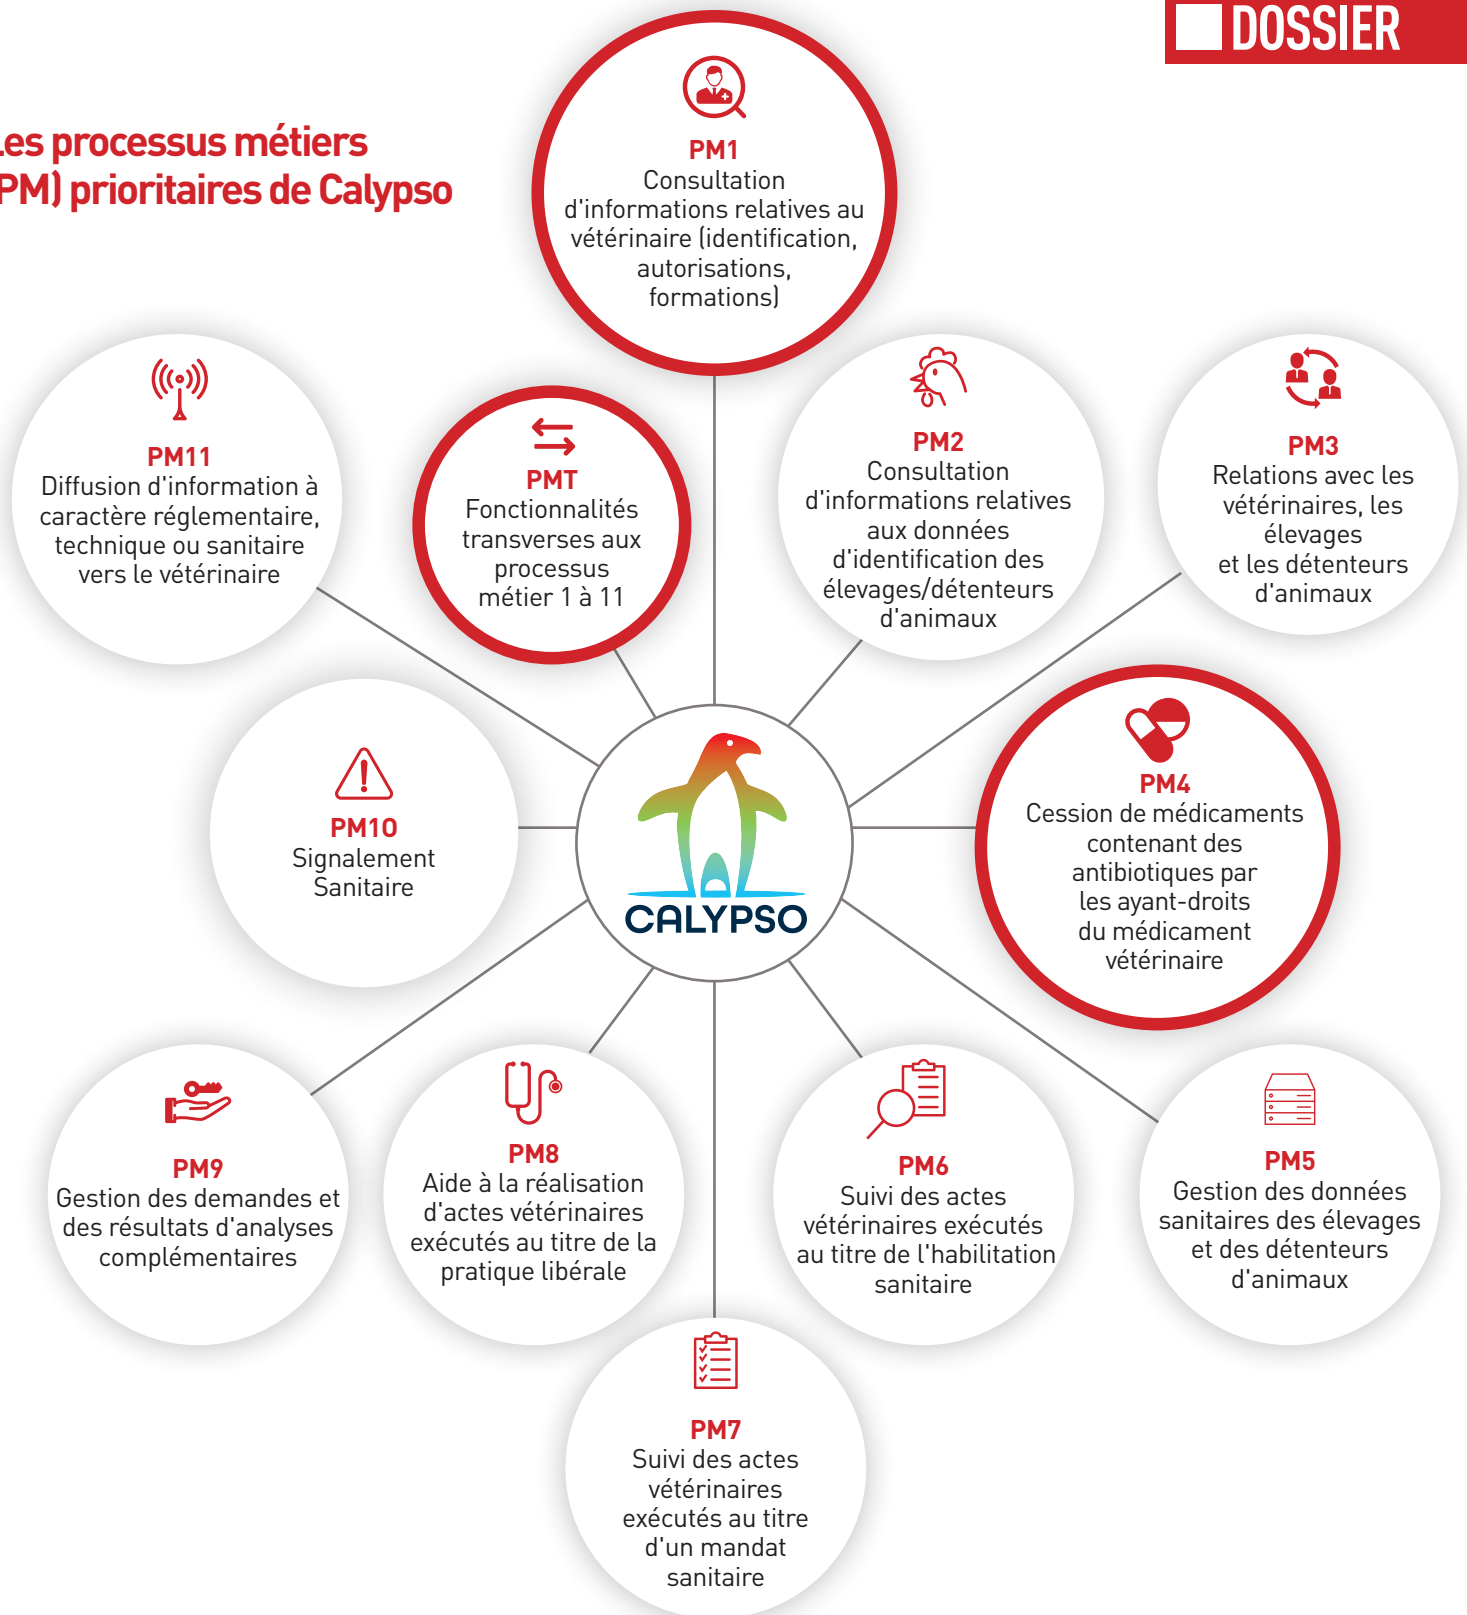 DOSSIER
Les processus métiers
(PM) prioritaires de Calypso
PM1
Consultation
d'informations relatives au
vétérinaire (identification,
autorisations,
formations)
PM11
Diffusion d'information à
caractère réglementaire,
technique ou sanitaire
vers le vétérinaire
PMT
Fonctionnalités
transverses aux
processus
métier 1 à 11
PM2
Consultation
d'informations relatives
aux données
d'identification des
élevages/détenteurs
d'animaux
PM3
Relations avec les
vétérinaires, les
élevages
et les détenteurs
d'animaux
PM10
Signalement
Sanitaire
CALYPSO
PM4
Cession de médicaments
contenant des
antibiotiques par
les ayant-droits
du médicament
vétérinaire
PM9
Gestion des demandes et
des résultats d'analyses
complémentaires
PM8
Aide à la réalisation
d'actes vétérinaires
exécutés au titre de la
pratique libérale
PM6
Suivi des actes
vétérinaires exécutés
au titre de l'habilitation
sanitaire
PM5
Gestion des données
sanitaires des élevages
et des détenteurs
d'animaux
PM7
Suivi des actes
vétérinaires
exécutés au titre
d'un mandat
sanitaire